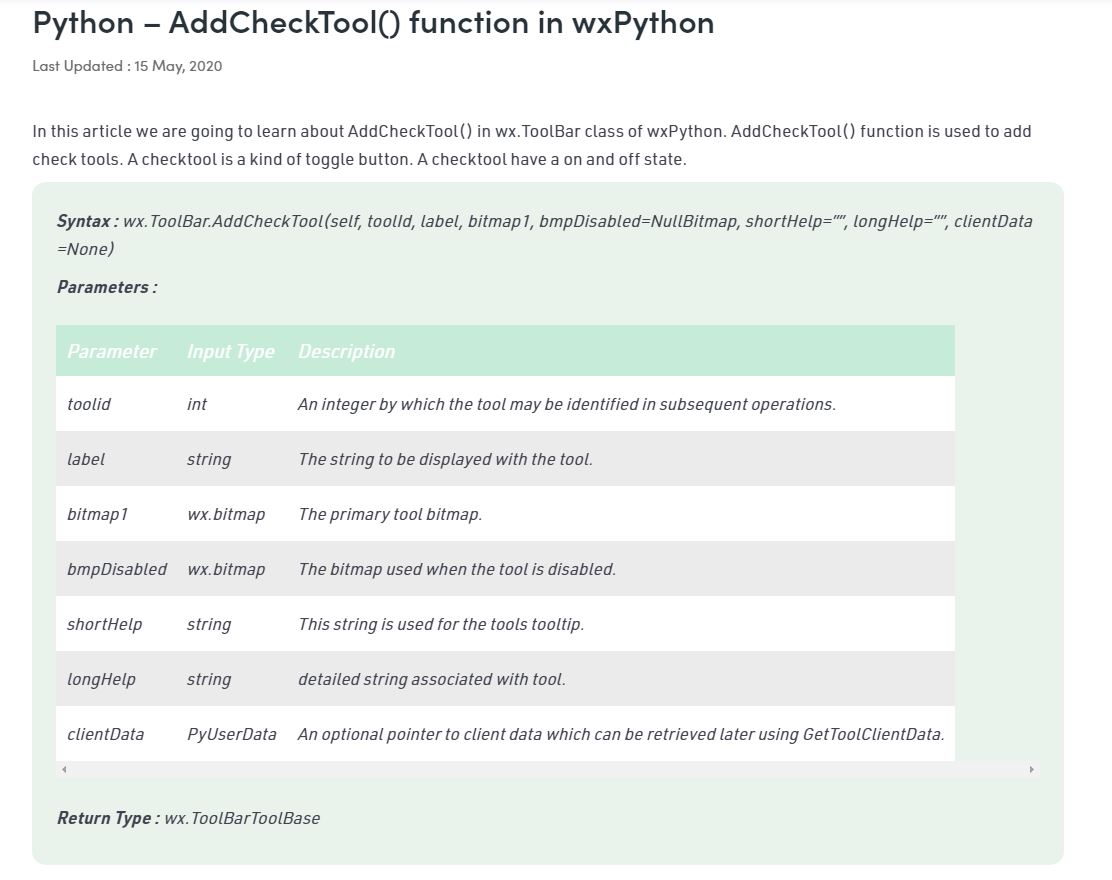 Python – AddCheckTool() function in wxPython
Last Updated : 15 May, 2020
In this article we are going to learn about AddCheckTool() in wx.ToolBar class of wxPython. AddCheckTool() function is used to add
check tools. A checktool is a kind of toggle button. A checktool have a on and off state.
Syntax : wx.ToolBar.AddCheckTool(self, toolId, label, bitmap1, bmpDisabled=NullBitmap, shortHelp=””, longHelp=””, clientData
=None)
Parameters :
Parameter Input Type Description
toolid int An integer by which the tool may be identified in subsequent operations.
label string The string to be displayed with the tool.
bitmap1 wx.bitmap The primary tool bitmap.
bmpDisabled wx.bitmap The bitmap used when the tool is disabled.
shortHelp string This string is used for the tools tooltip.
longHelp string detailed string associated with tool.
clientData PyUserData An optional pointer to client data which can be retrieved later using GetToolClientData.
Return Type : wx.ToolBarToolBase